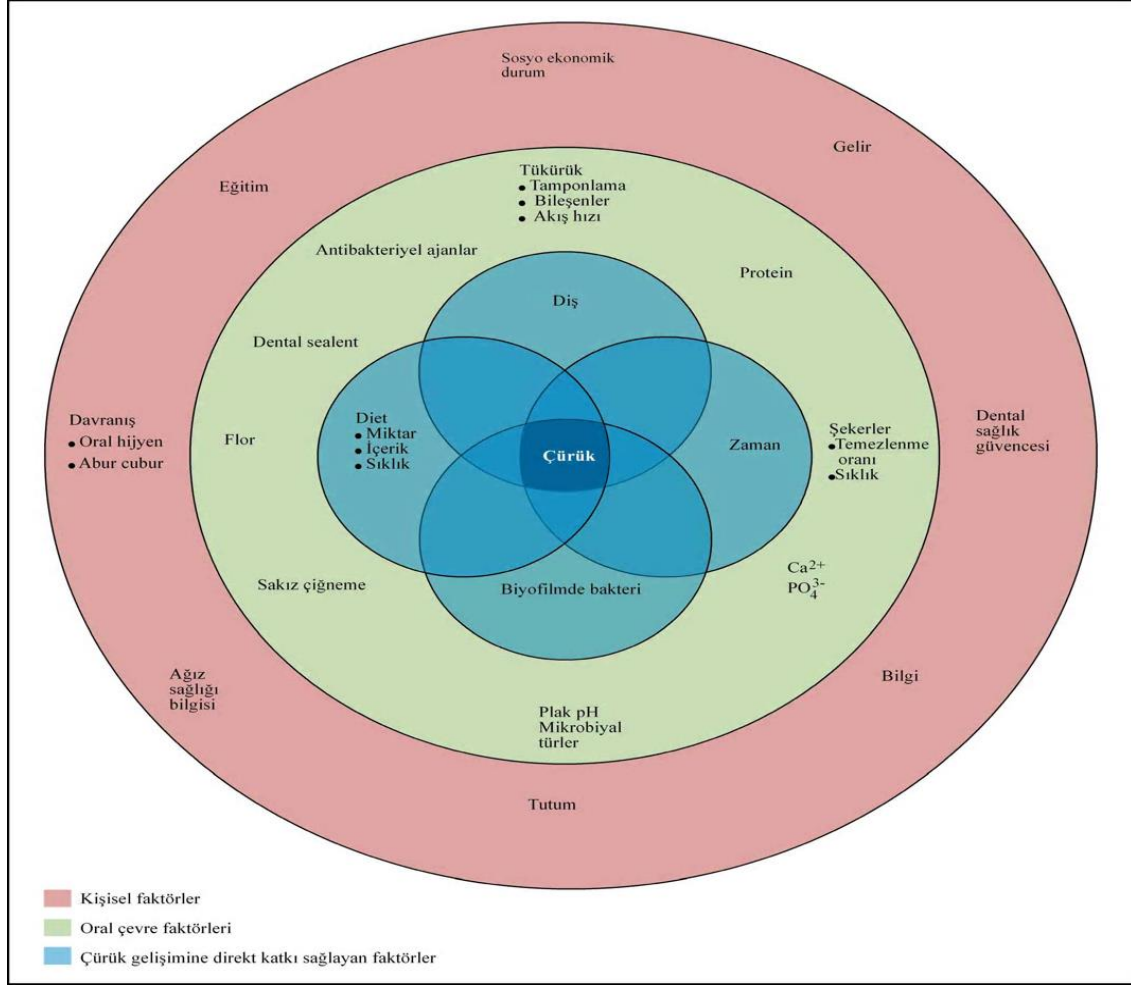 Sosyo ekonomik
durum
Gelir
Eğitim
Tükürük
• Tamponlama
• Bileşenler
• Akış hızı
Antibakteriyel ajanlar
Protein
Diş
Dental sealent
Davranış
• Oral hijyen
• Abur cubur
Flor
Diet
• Miktar
• İçerik
• Sıklık
Çürük
Zaman
Şekerler
• Temezlenme
oranı
• Sıklık
Dental
sağlık
güvencesi
Sakız çiğneme
Biyofilmde bakteri
Ca2+
PO43-
Ağız
sağlığı
bilgisi
Bilgi
Plak pH
Mikrobiyal
türler
Tutum
Kişisel faktörler
Oral çevre faktörleri
Çürük gelişimine direkt katkı sağlayan faktörler